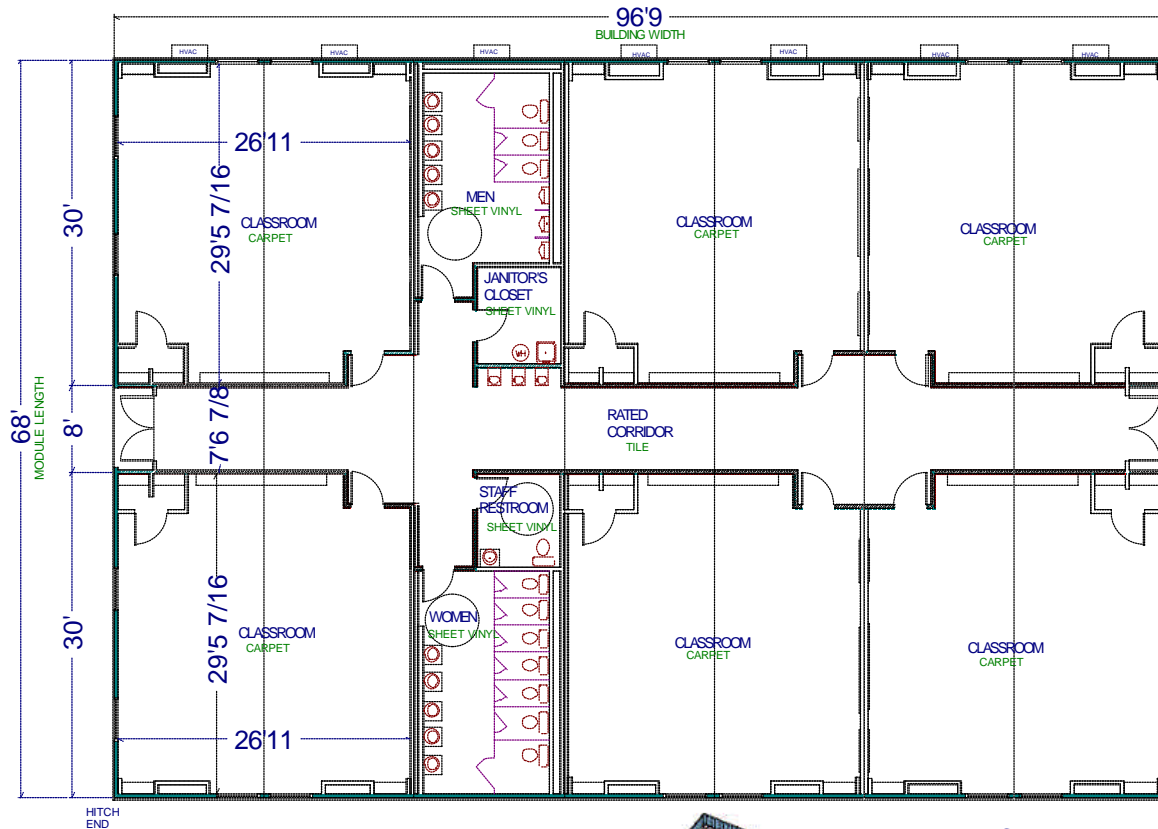 96'9
BUILDING WIDTH
HVAC
HVAC
HVAC
HVAC
HVAC
HVAC
HVAC
26'11
30'
29'5 7/16
CLASSROOM
CARPET
MEN
SHEET VINYL
CLASSROOM
CARPET
CLASSROOM
CARPET
JANITOR'S
CLOSET
SHEET VINYL
WH
68'
MODULE LENGTH
8'
7'6 7/8
RATED
CORRIDOR
TILE
STAFF
RESTROOM
SHEET VINYL
30'
29'5 7/16
CLASSROOM
CARPET
WOMEN
SHEET VINYL
CLASSROOM
CARPET
CLASSROOM
CARPET
26'11
HITCH
END